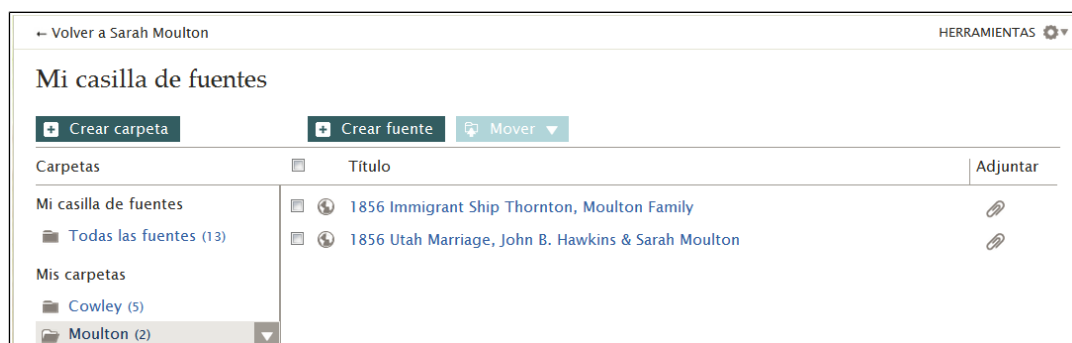 ← Volver a Sarah Moulton
HERRAMIENTAS
Mi casilla de fuentes
Crear carpeta
Crear fuente
Mover
Carpetas
Título
Adjuntar
Mi casilla de fuentes
1856 Immigrant Ship Thornton, Moulton Family
Todas las fuentes (13)
1856 Utah Marriage, John B. Hawkins & Sarah Moulton
Mis carpetas
Cowley (5)
Moulton (2)